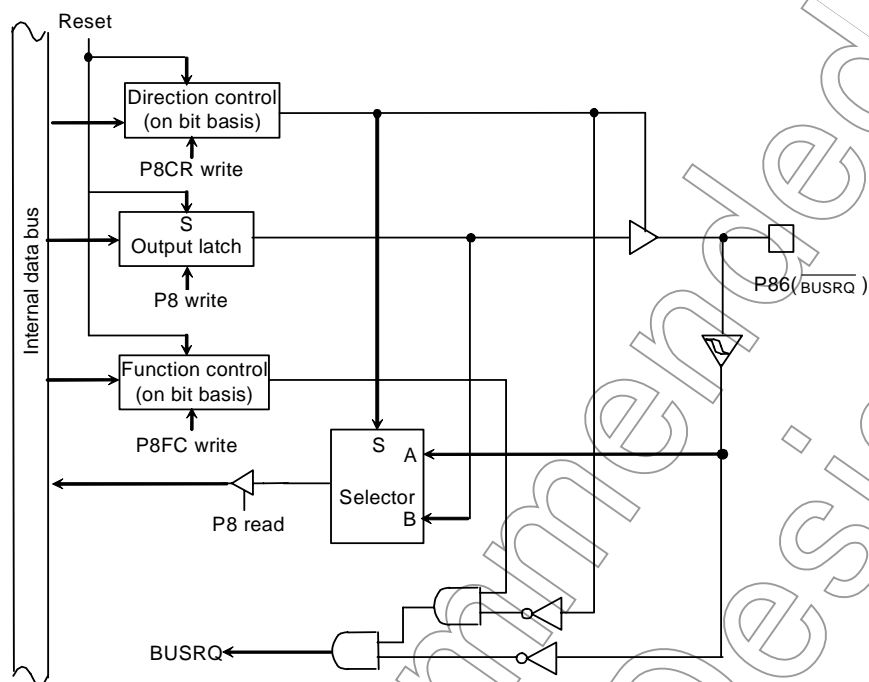 Reset
Direction control
(on bit basis)
P8CR write
S
Output latch
P8 write
P86( BUSRQ )
Internal data bus
Function control
(on bit basis)
P8FC write
S
A
Selector
B
P8 read
BUSRQ